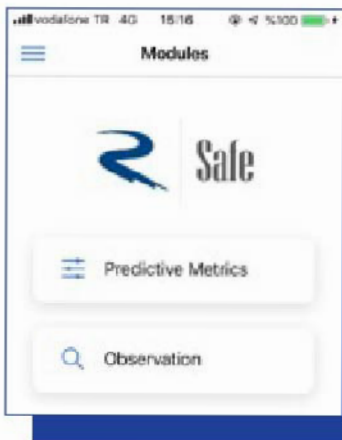 vodafone TR 4G 15:16 %100
Modules
Safe
Predictive Metrics
Observation